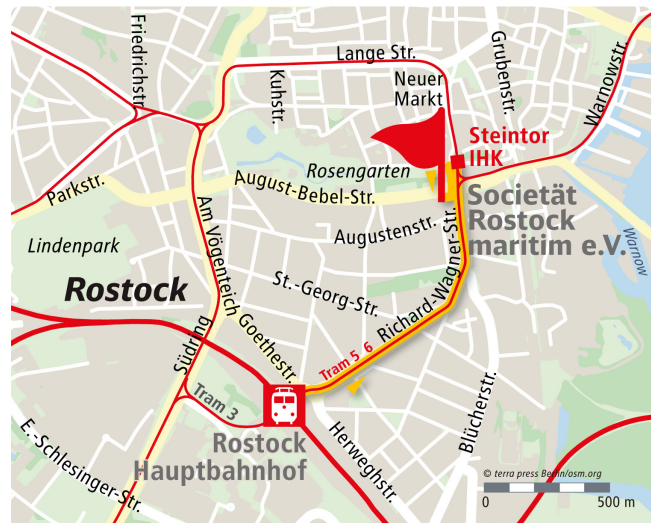 Friedrichstr.
Lange Str.
Kuhstr.
Neuer
Markt
Grubenstr.
Warnowstr.
Steintor
IHK
Rosengarten
Parkstr.
August-Bebel-Str.
Societät
Rostock
maritim e.V.
Augustenstr.
Lindenpark
Am Vögenteich
Warnow
Rostock
St.-Georg-Str.
Richard-Wagner-Str.
Goethestr.
Südring
Tram 5 6
Tram 3
Blücherstr.
Rostock
Hauptbahnhof
Herweghstr.
E.-Schlesinger-Str.
© terra press Berlin/osm.org
0 500 m